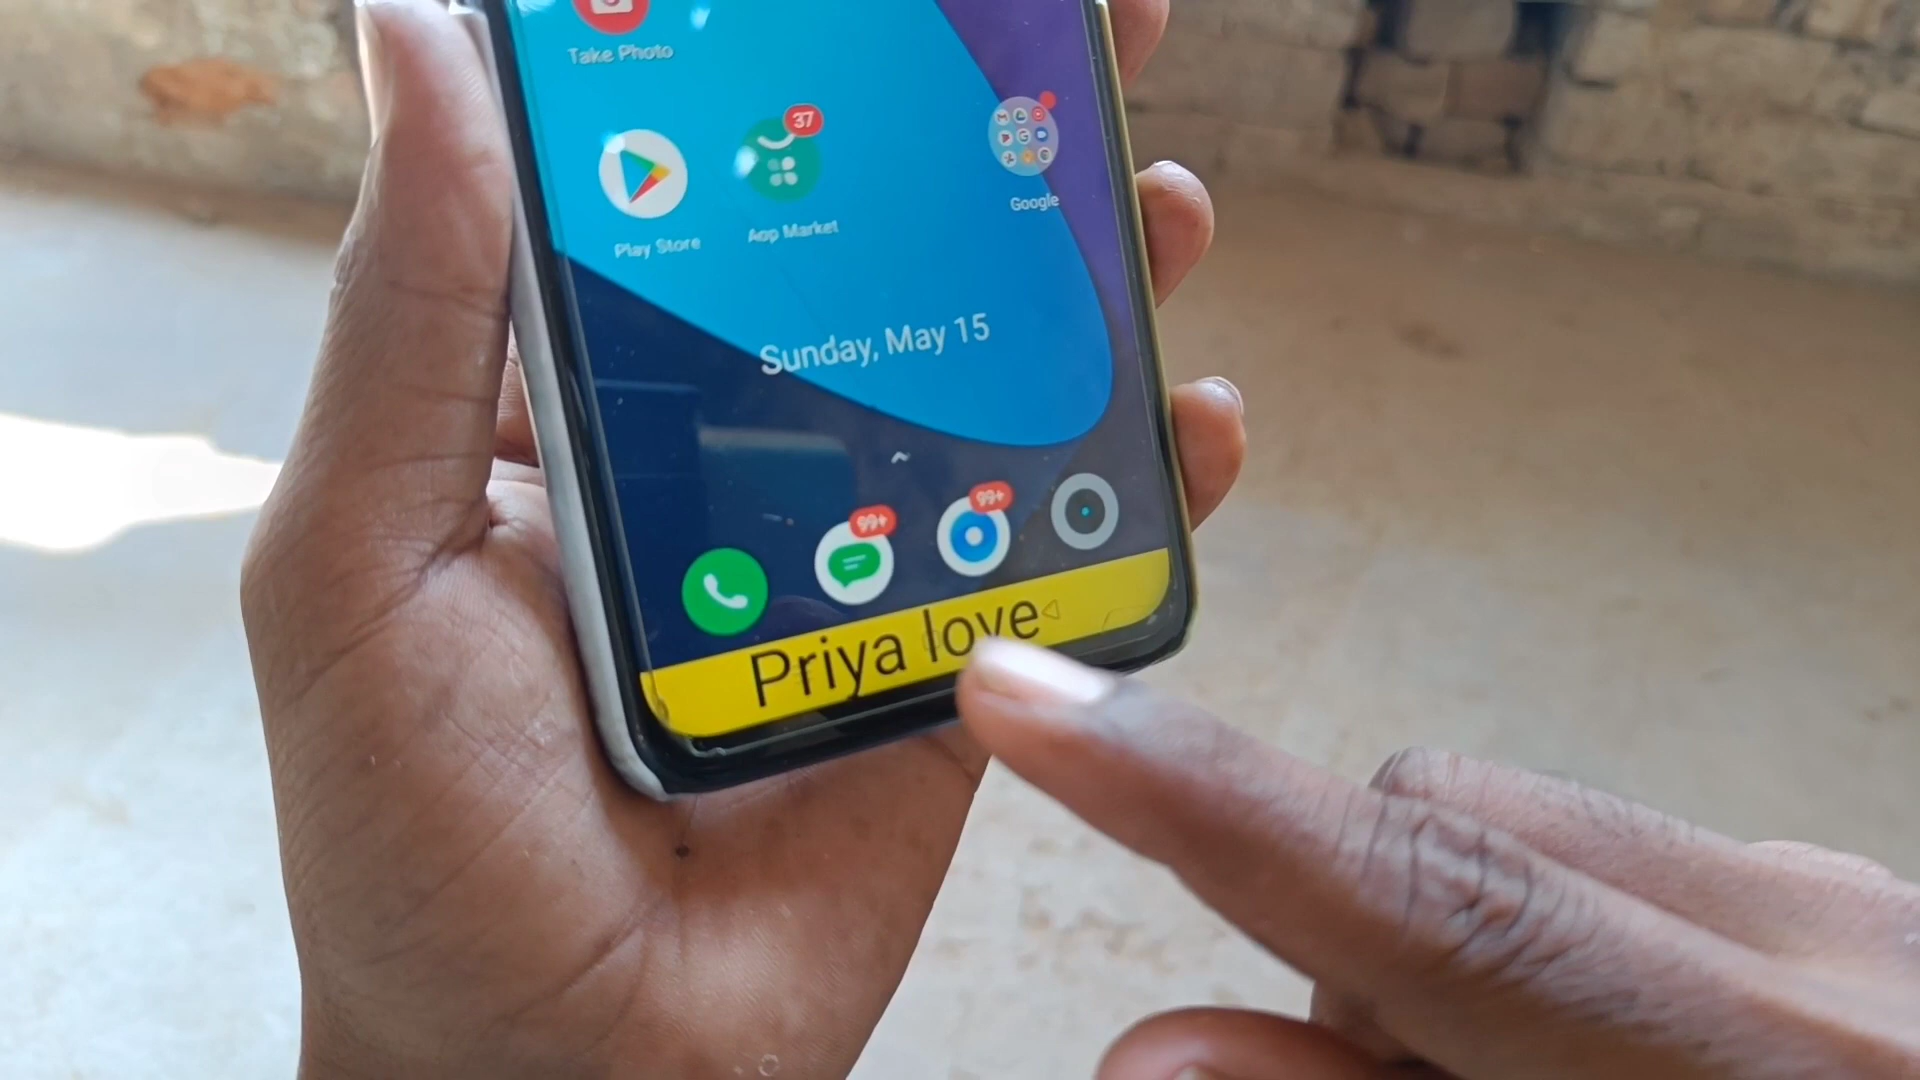 Take Photo
37
Play Store
App Market
Google
Sunday, May 15
99+
99+
Priya love